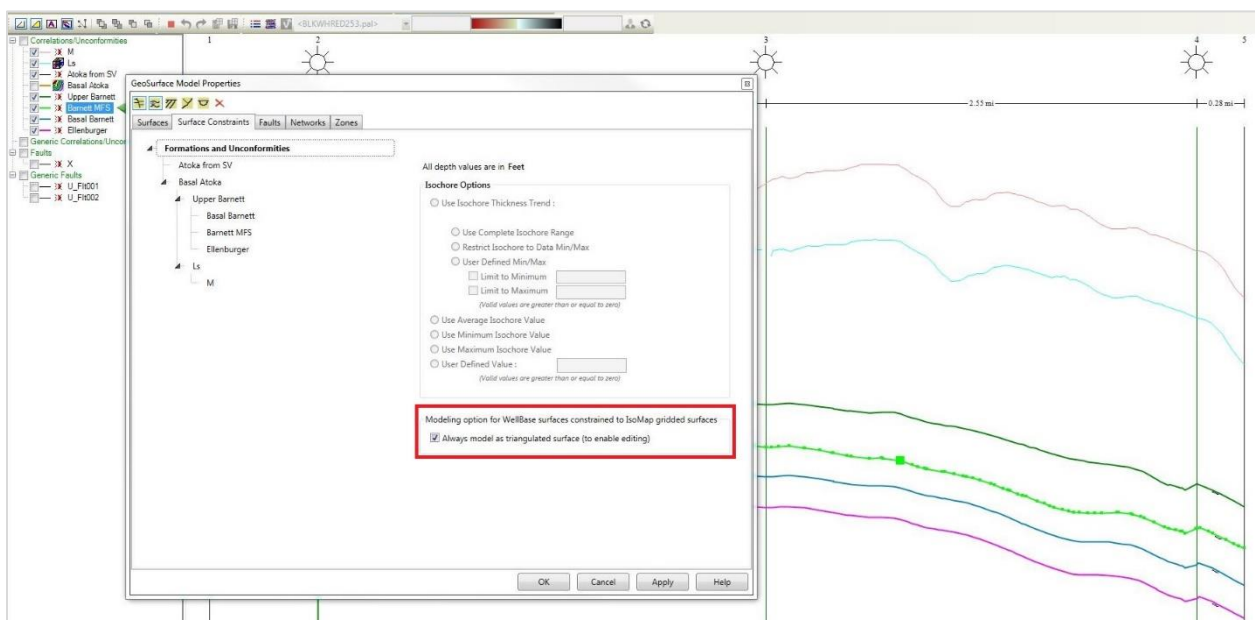 <BLKWHRED253.pal>
Correlations/Unconformities
M
Ls
Atoka from SV
Basal Atoka
Upper Barnett
Barnett MFS
Basal Barnett
Ellenburger
Generic Correlations/Uncor
Faults
X
Generic Faults
U_Flt001
U_Flt002
1
2
3
4
5
2.55 mi
0.28 mi
GeoSurface Model Properties
Surfaces
Surface Constraints
Faults
Networks
Zones
Formations and Unconformities
Atoka from SV
Basal Atoka
Upper Barnett
Basal Barnett
Barnett MFS
Ellenburger
Ls
M
All depth values are in Feet
Isochore Options
Use Isochore Thickness Trend :
Use Complete Isochore Range
Restrict Isochore to Data Min/Max
User Defined Min/Max
Limit to Minimum
Limit to Maximum
(Valid values are greater than or equal to zero)
Use Average Isochore Value
Use Minimum Isochore Value
Use Maximum Isochore Value
User Defined Value :
(Valid values are greater than or equal to zero)
Modeling option for WellBase surfaces constrained to IsoMap gridded surfaces
Always model as triangulated surface (to enable editing)
OK
Cancel
Apply
Help